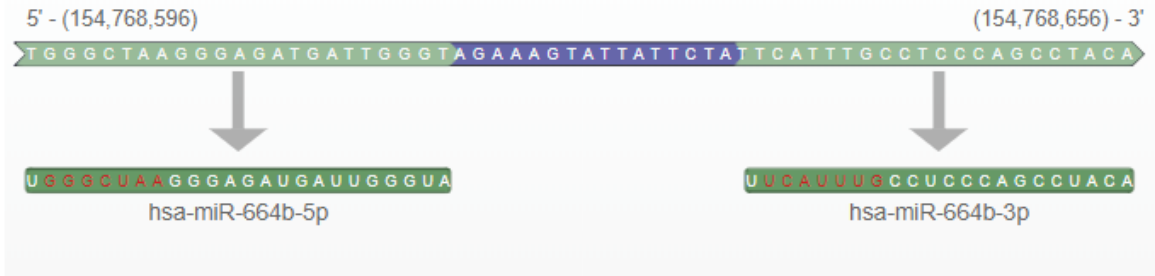 5' - (154,768,596) (154,768,656) - 3'
TGGGCTAAGGGAGATGATTGGGTAGAAAGTATTATTCTATTCATTTGCCTCCCAGCCTACA
UGGGCUAAGGGAGAUGAUUGGGUA UUCAUUUGCCUCCCAGCCUACA
hsa-miR-664b-5p hsa-miR-664b-3p